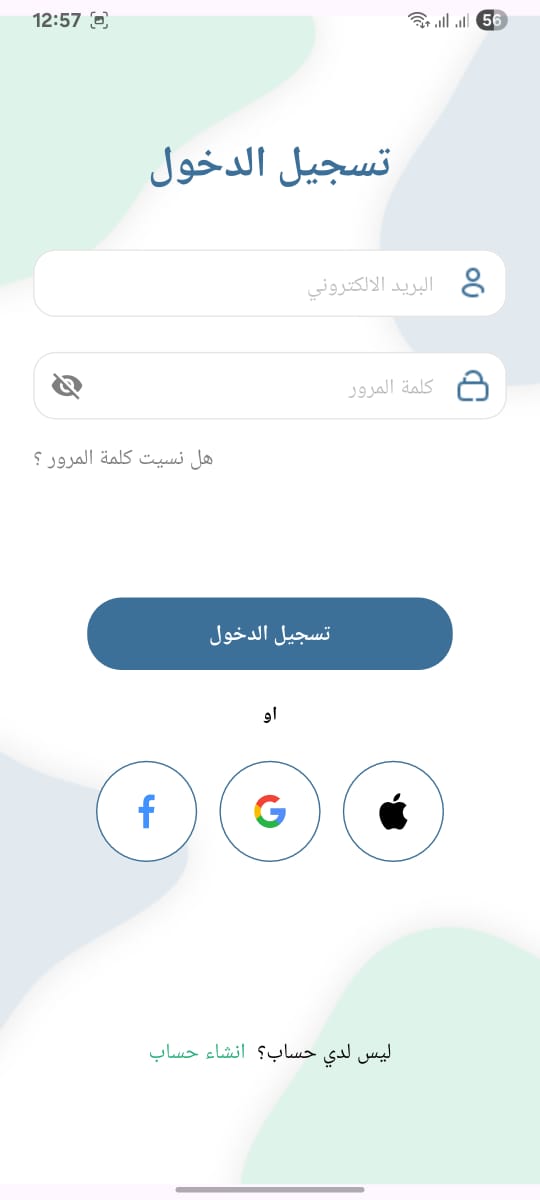 12:57
56
تسجيل الدخول
البريد الالكتروني
كلمة المرور
هل نسيت كلمة المرور ؟
تسجيل الدخول
او
ليس لدي حساب؟ انشاء حساب